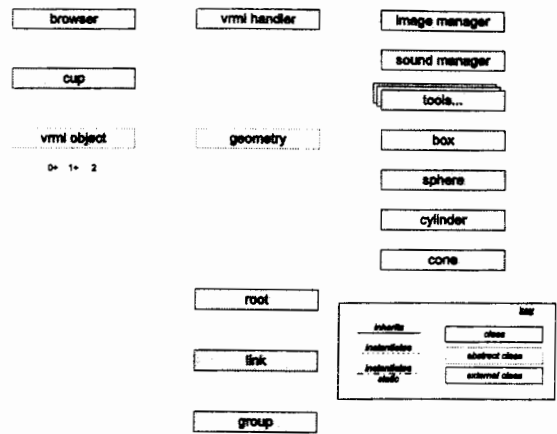 browser
vrml handler
image manager
cup
sound manager
tools...
vrml object
geometry
box
0+ 1+ 2
sphere
cylinder
cone
root
key
inherits
class
instantiates
abstract class
link
instantiates
static
external class
group